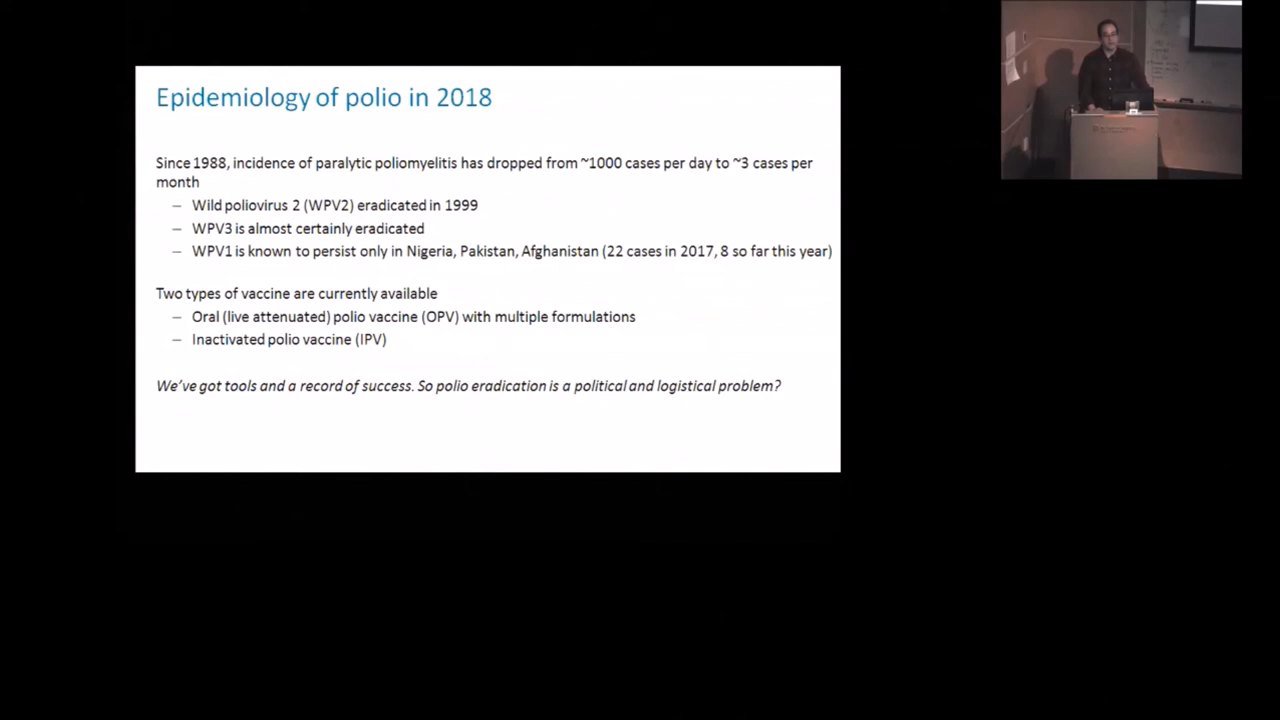 Epidemiology of polio in 2018
Since 1988, incidence of paralytic poliomyelitis has dropped from ~1000 cases per day to ~3 cases per
month
– Wild poliovirus 2 (WPV2) eradicated in 1999
– WPV3 is almost certainly eradicated
– WPV1 is known to persist only in Nigeria, Pakistan, Afghanistan (22 cases in 2017, 8 so far this year)
Two types of vaccine are currently available
– Oral (live attenuated) polio vaccine (OPV) with multiple formulations
– Inactivated polio vaccine (IPV)
We've got tools and a record of success. So polio eradication is a political and logistical problem?